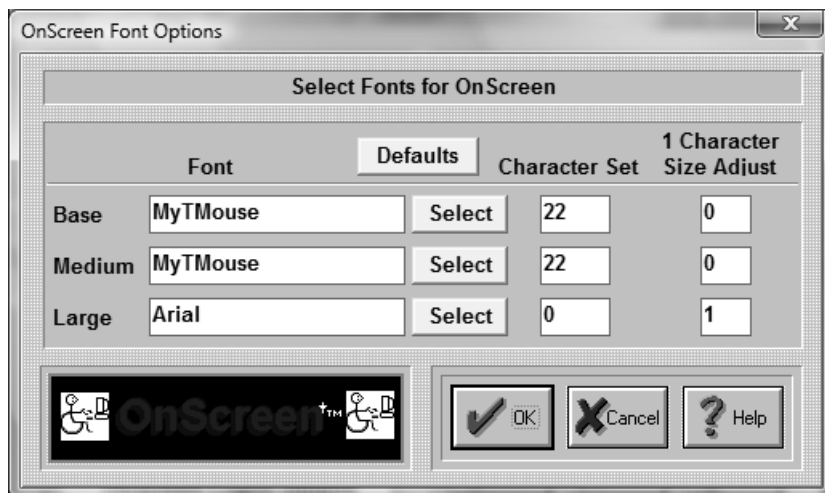 OnScreen Font Options
X
Select Fonts for OnScreen
Font Defaults Character Set 1 Character
Size Adjust
Base MyTMouse Select 22 0
Medium MyTMouse Select 22 0
Large Arial Select 0 1
OnScreen+™ OK Cancel Help